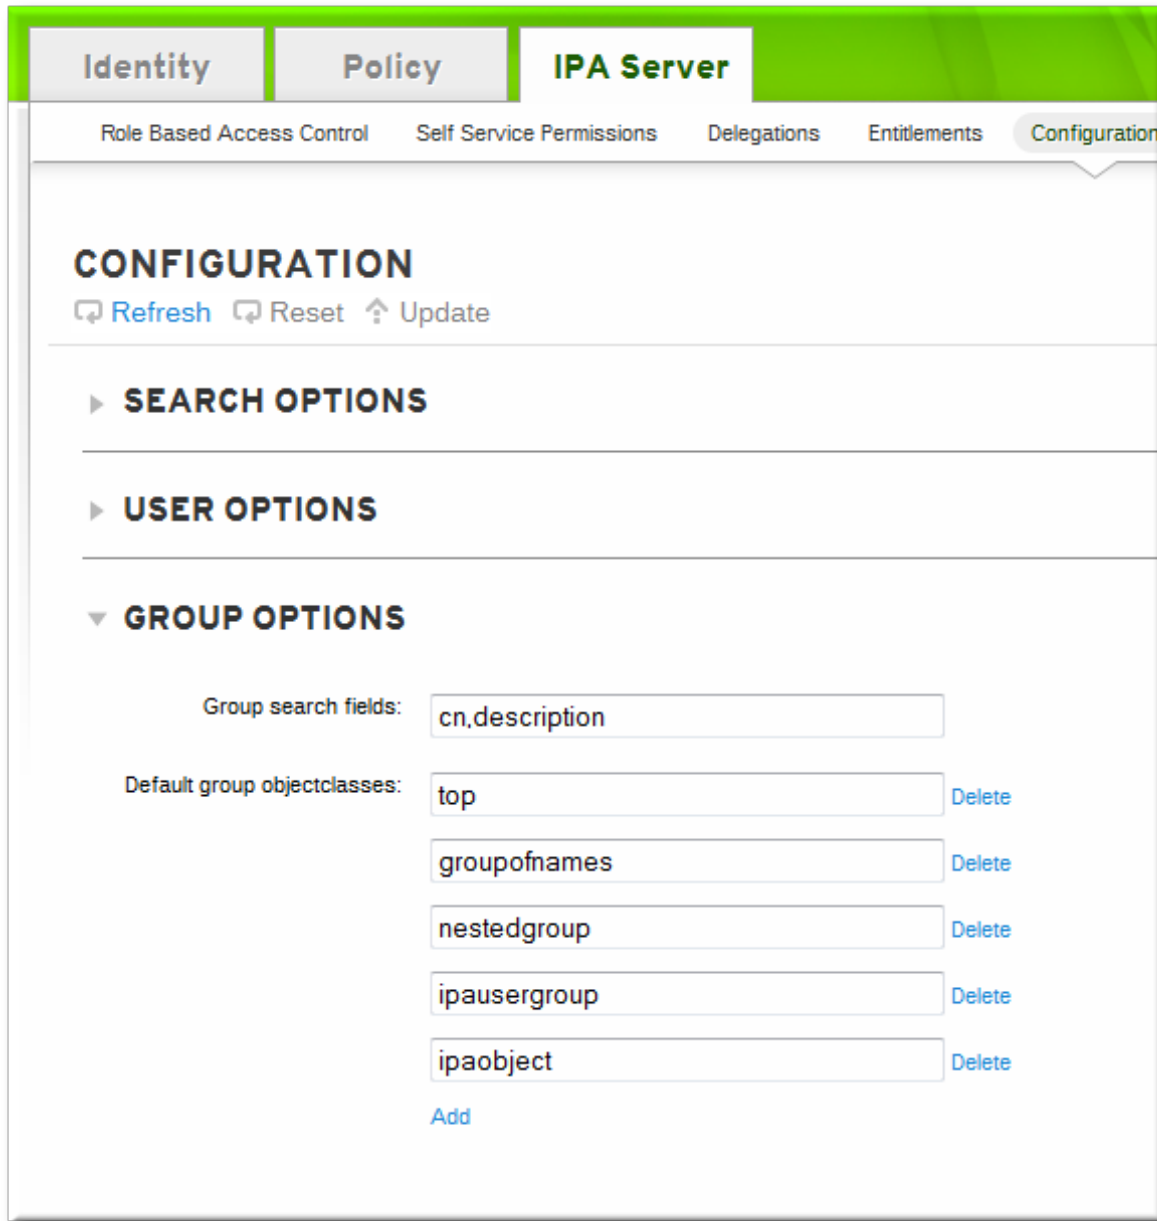 Identity Policy IPA Server
Role Based Access Control Self Service Permissions Delegations Entitlements Configuration
CONFIGURATION
Refresh Reset Update
SEARCH OPTIONS
USER OPTIONS
GROUP OPTIONS
Group search fields: cn,description
Default group objectclasses: top Delete
groupofnames Delete
nestedgroup Delete
ipausergroup Delete
ipaobject Delete
Add